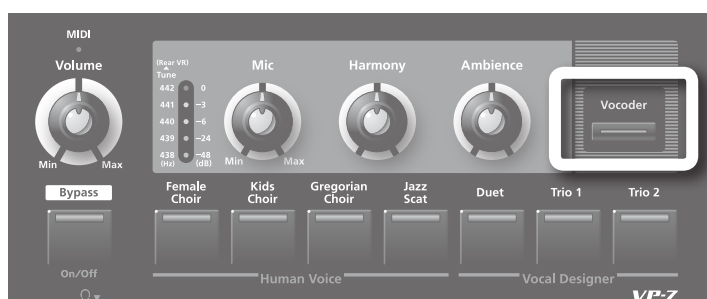 MIDI
Volume
Min Max
(Rear VR)
Tune
442 0
441 −3
440 −6
439 −24
438 −48
(Hz) (dB)
Mic
Min Max
Harmony
Ambience
Vocoder
Bypass
On/Off
Female
Choir
Kids
Choir
Gregorian
Choir
Jazz
Scat
Duet
Trio 1
Trio 2
Human Voice
Vocal Designer
VP-7